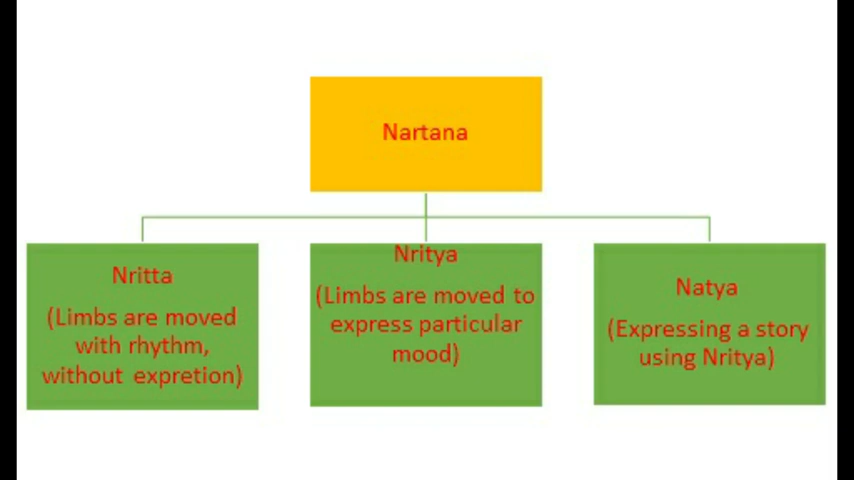 Nartana
Nritta
(Limbs are moved
with rhythm,
without expretion)
Nritya
(Limbs are moved to
express particular
mood)
Natya
(Expressing a story
using Nritya)